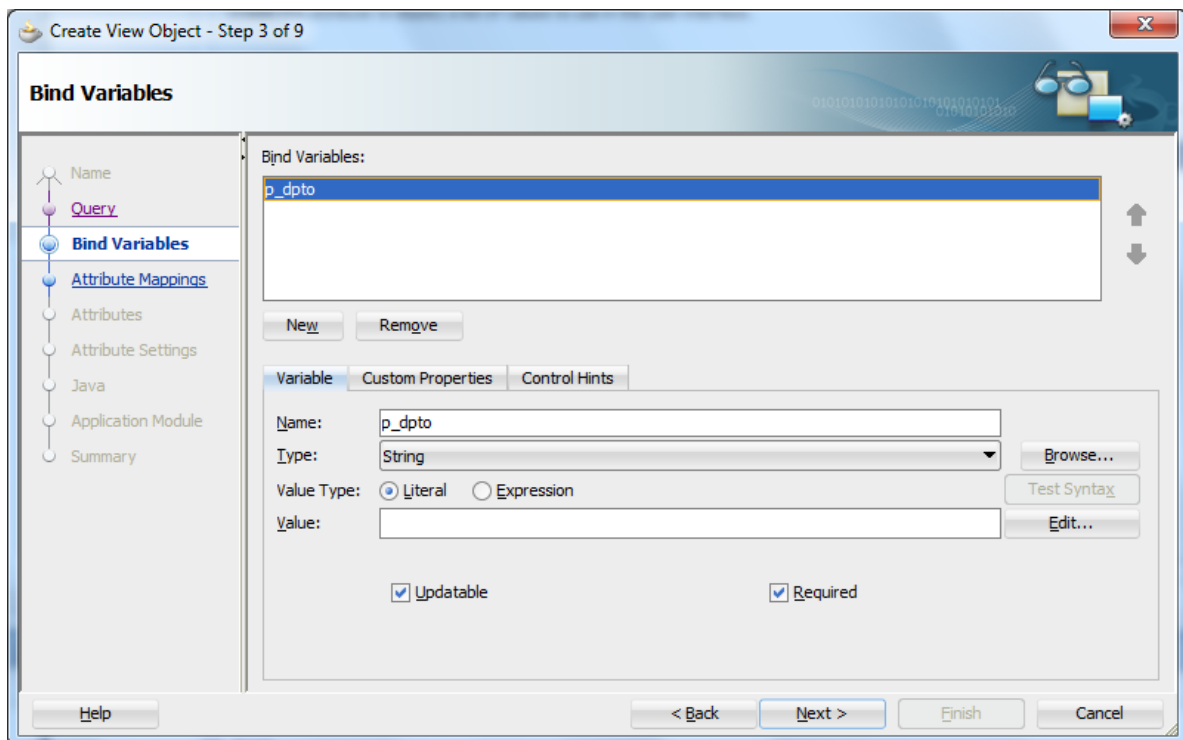 Create View Object - Step 3 of 9
Bind Variables
Name
Query
Bind Variables
Attribute Mappings
Attributes
Attribute Settings
Java
Application Module
Summary
Bind Variables:
p_dpto
New Remove
Variable Custom Properties Control Hints
Name: p_dpto
Type: String Browse...
Value Type: Literal Expression Test Syntax
Value: Edit...
Updatable Required
Help < Back Next > Finish Cancel